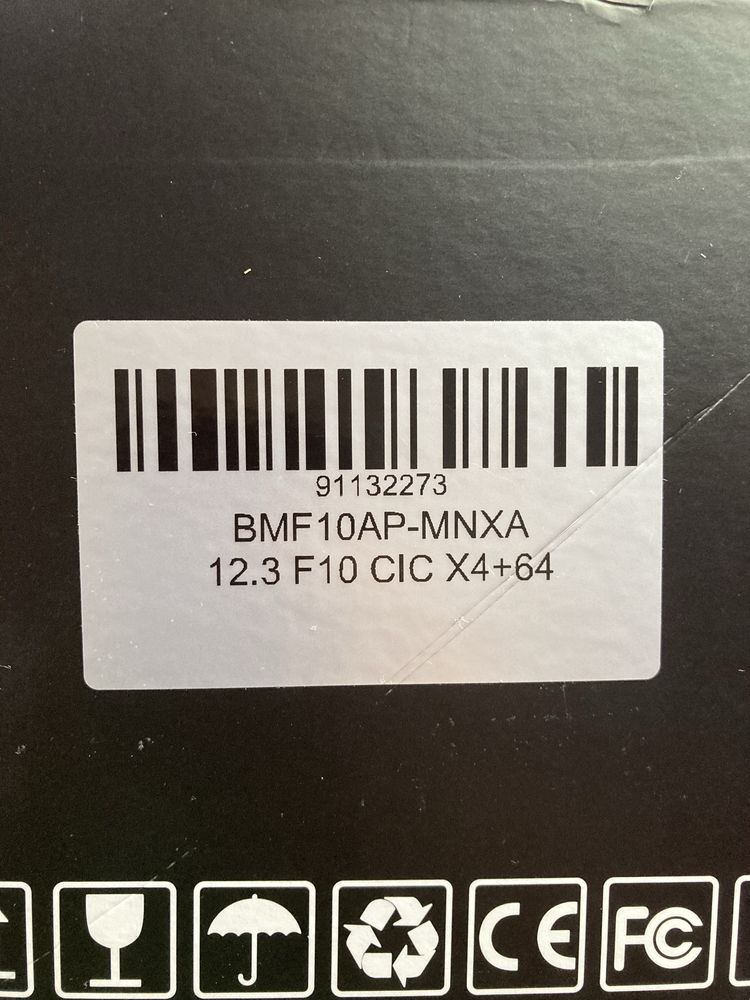 91132273
BMF10AP-MNXA
12.3 F10 CIC X4+64
CE FC